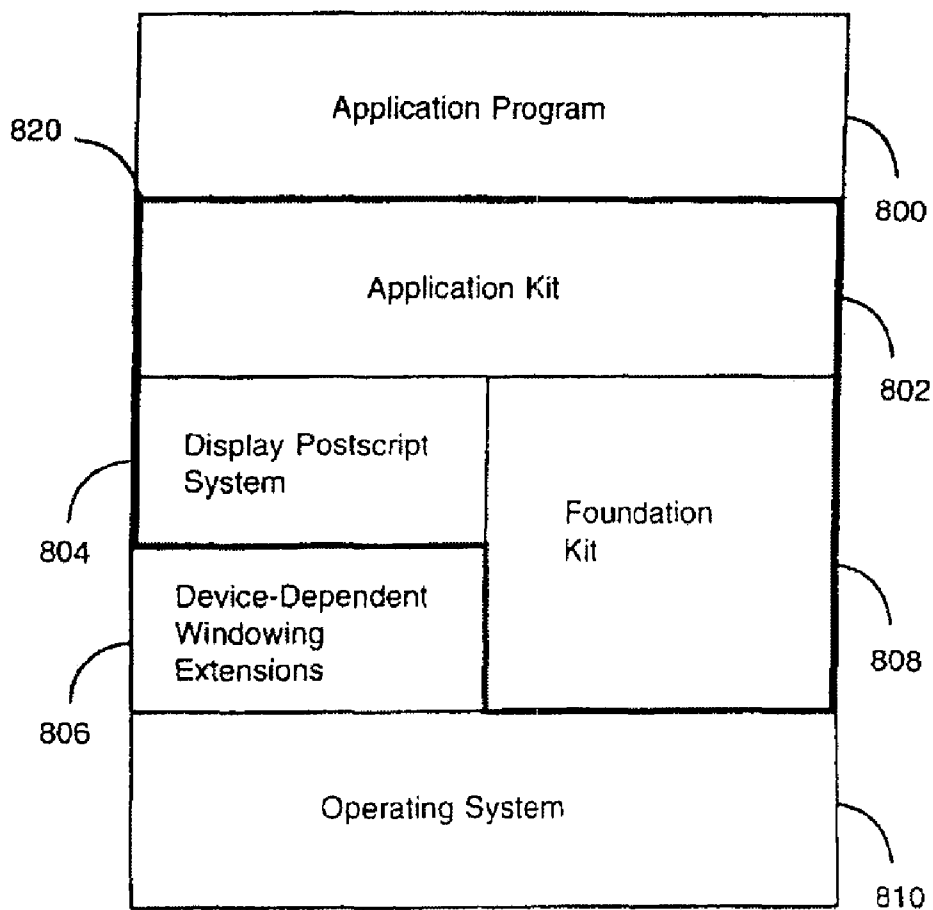 Application Program
820
800
Application Kit
802
Display Postscript
System
Foundation
Kit
804
Device-Dependent
Windowing
Extensions
808
806
Operating System
810